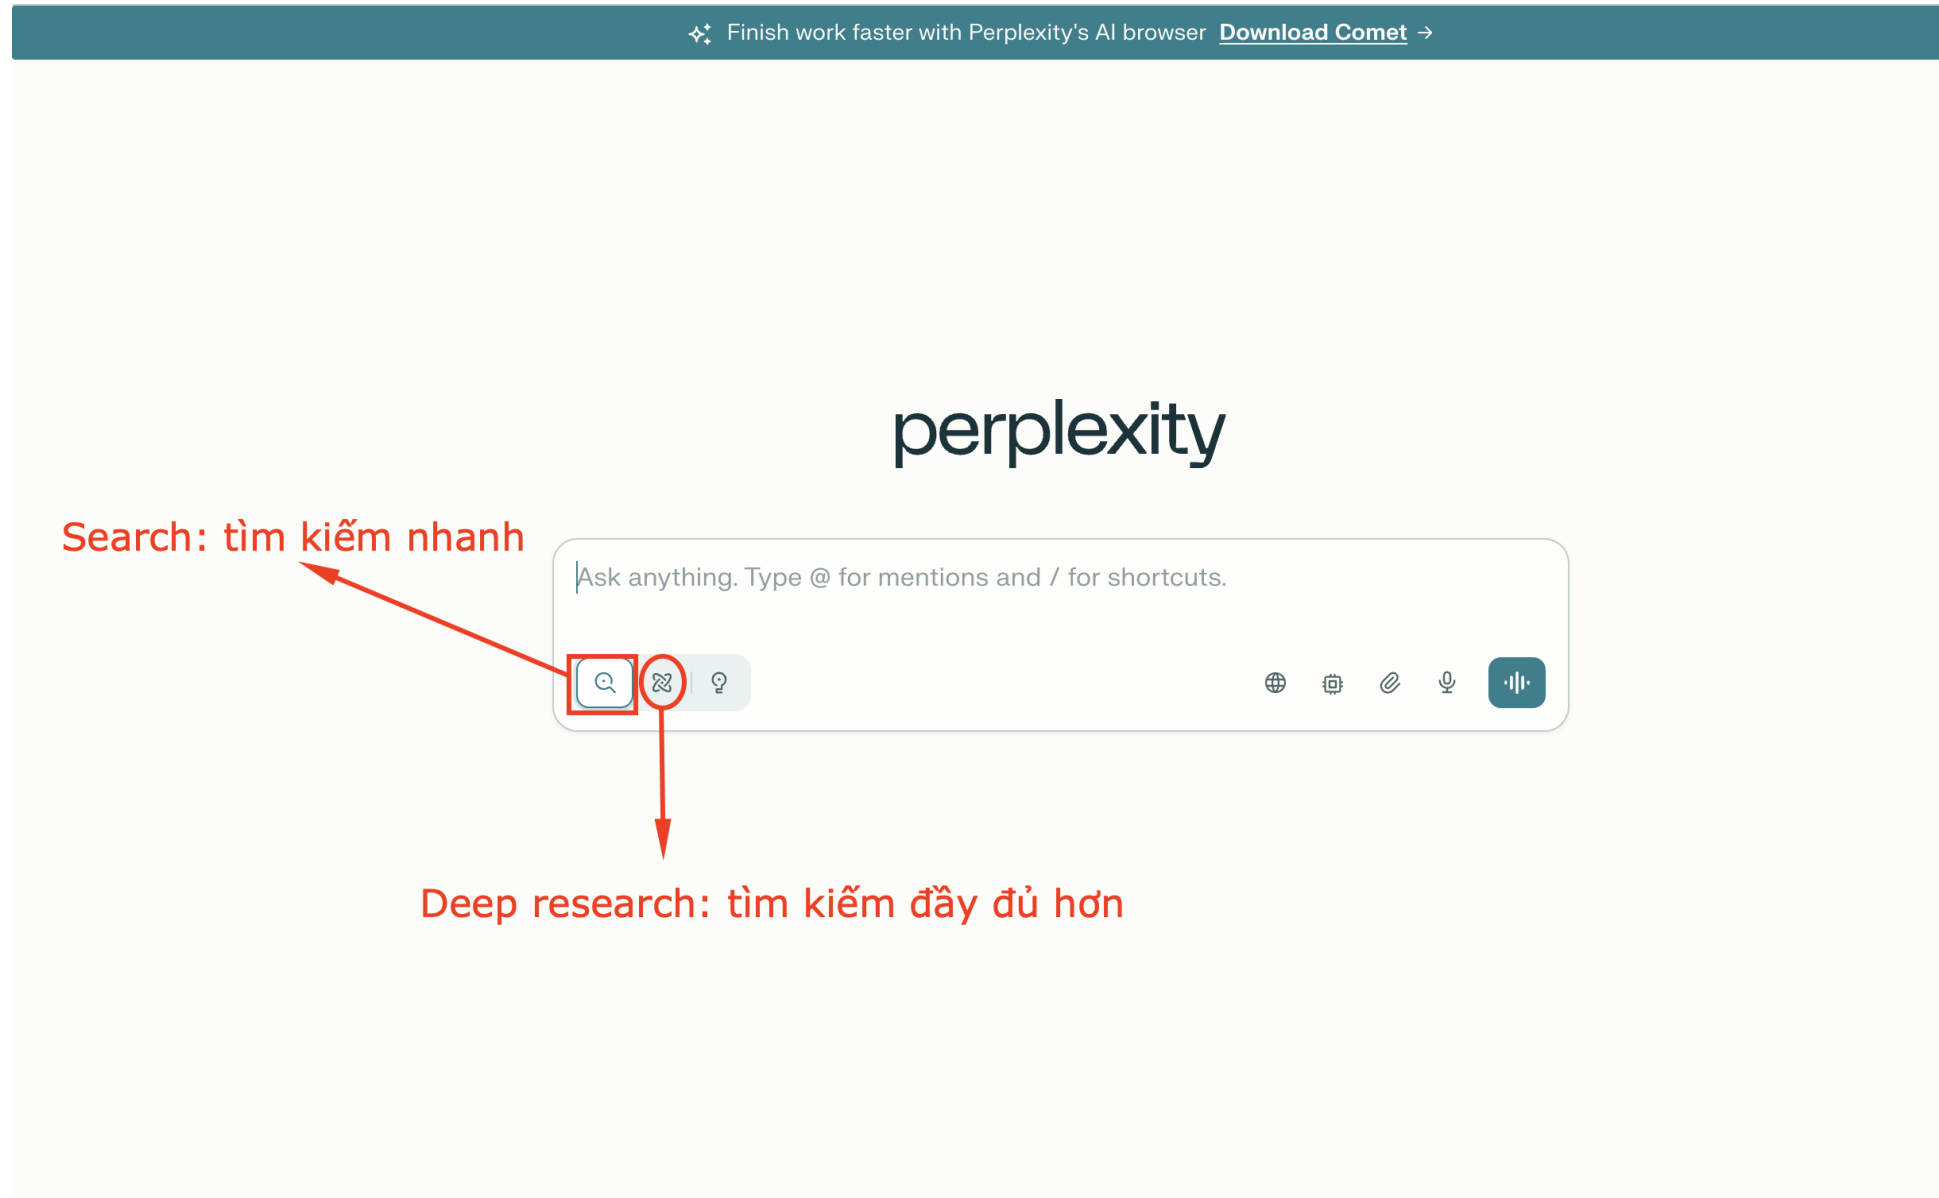 Finish work faster with Perplexity's AI browser Download Comet →
perplexity
Search: tìm kiếm nhanh
Ask anything. Type @ for mentions and / for shortcuts.
Deep research: tìm kiếm đầy đủ hơn